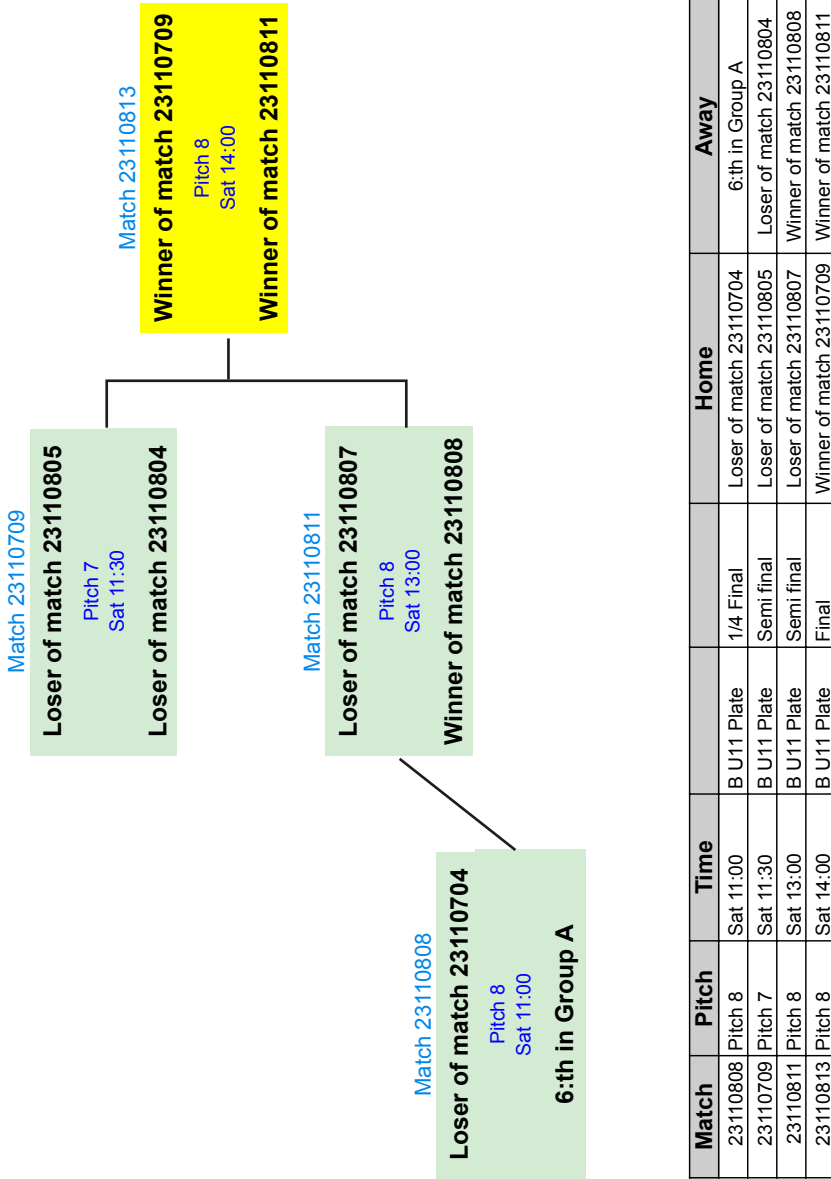 Match 23110709
Loser of match 23110805
Pitch 7
Sat 11:30
Loser of match 23110804
Match 23110813
Winner of match 23110709
Pitch 8
Sat 14:00
Winner of match 23110811
Match 23110811
Loser of match 23110807
Pitch 8
Sat 13:00
Winner of match 23110808
Match 23110808
Loser of match 23110704
Pitch 8
Sat 11:00
6:th in Group A
Match Pitch Time Home Away
23110808 Pitch 8 Sat 11:00 B U11 Plate 1/4 Final Loser of match 23110704 6:th in Group A
23110709 Pitch 7 Sat 11:30 B U11 Plate Semi final Loser of match 23110805 Loser of match 23110804
23110811 Pitch 8 Sat 13:00 B U11 Plate Semi final Loser of match 23110807 Winner of match 23110808
23110813 Pitch 8 Sat 14:00 B U11 Plate Final Winner of match 23110709 Winner of match 23110811